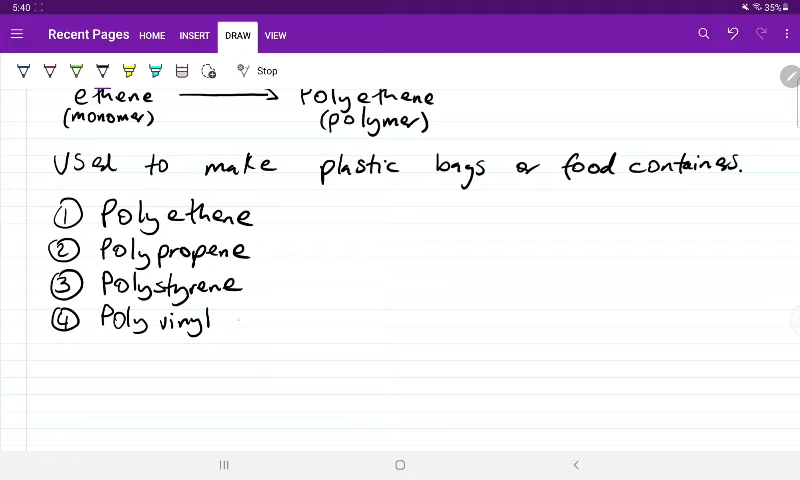 5:40 35%
Recent Pages HOME INSERT DRAW VIEW
Stop
ethene → Polyethene
(monomer) (polymer)
Used to make plastic bags or food containers.
① Polyethene
② Polypropene
③ Polystyrene
④ Poly vinyl